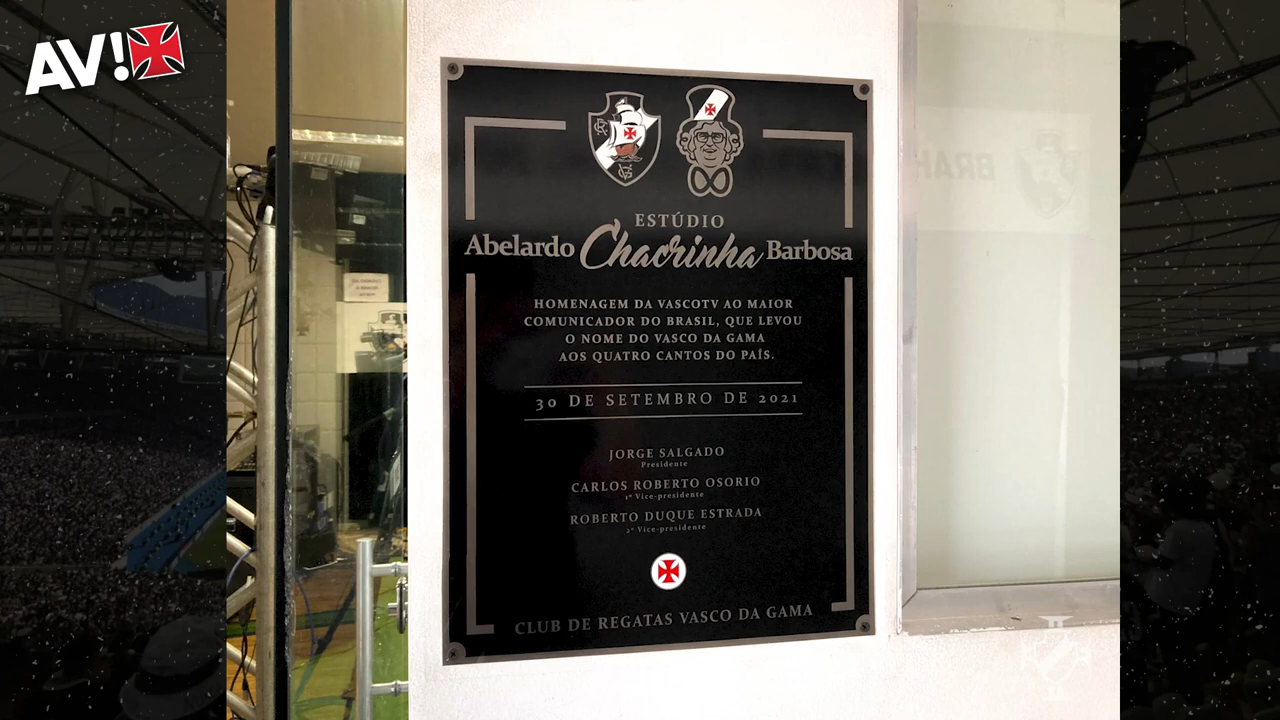 AV!
ESTÚDIO
Abelardo Chacrinha Barbosa
HOMENAGEM DA VASCOTV AO MAIOR
COMUNICADOR DO BRASIL, QUE LEVOU
O NOME DO VASCO DA GAMA
AOS QUATRO CANTOS DO PAÍS.
30 DE SETEMBRO DE 2021
JORGE SALGADO
Presidente
CARLOS ROBERTO OSORIO
1º Vice-presidente
ROBERTO DUQUE ESTRADA
2º Vice-presidente
CLUB DE REGATAS VASCO DA GAMA